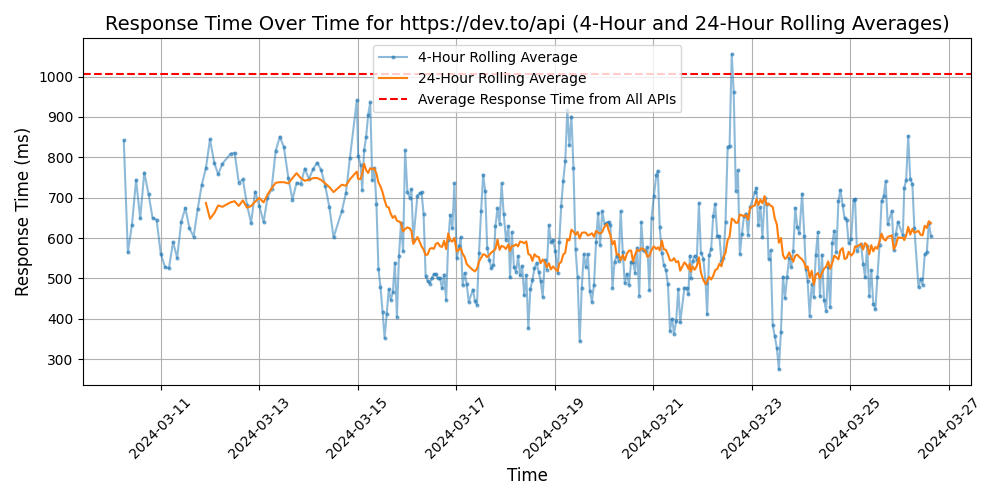 Response Time Over Time for https://dev.to/api (4-Hour and 24-Hour Rolling Averages)
4-Hour Rolling Average
24-Hour Rolling Average
Average Response Time from All APIs
Response Time (ms)
1000
900
800
700
600
500
400
300
2024-03-11
2024-03-13
2024-03-15
2024-03-17
2024-03-19
2024-03-21
2024-03-23
2024-03-25
2024-03-27
Time